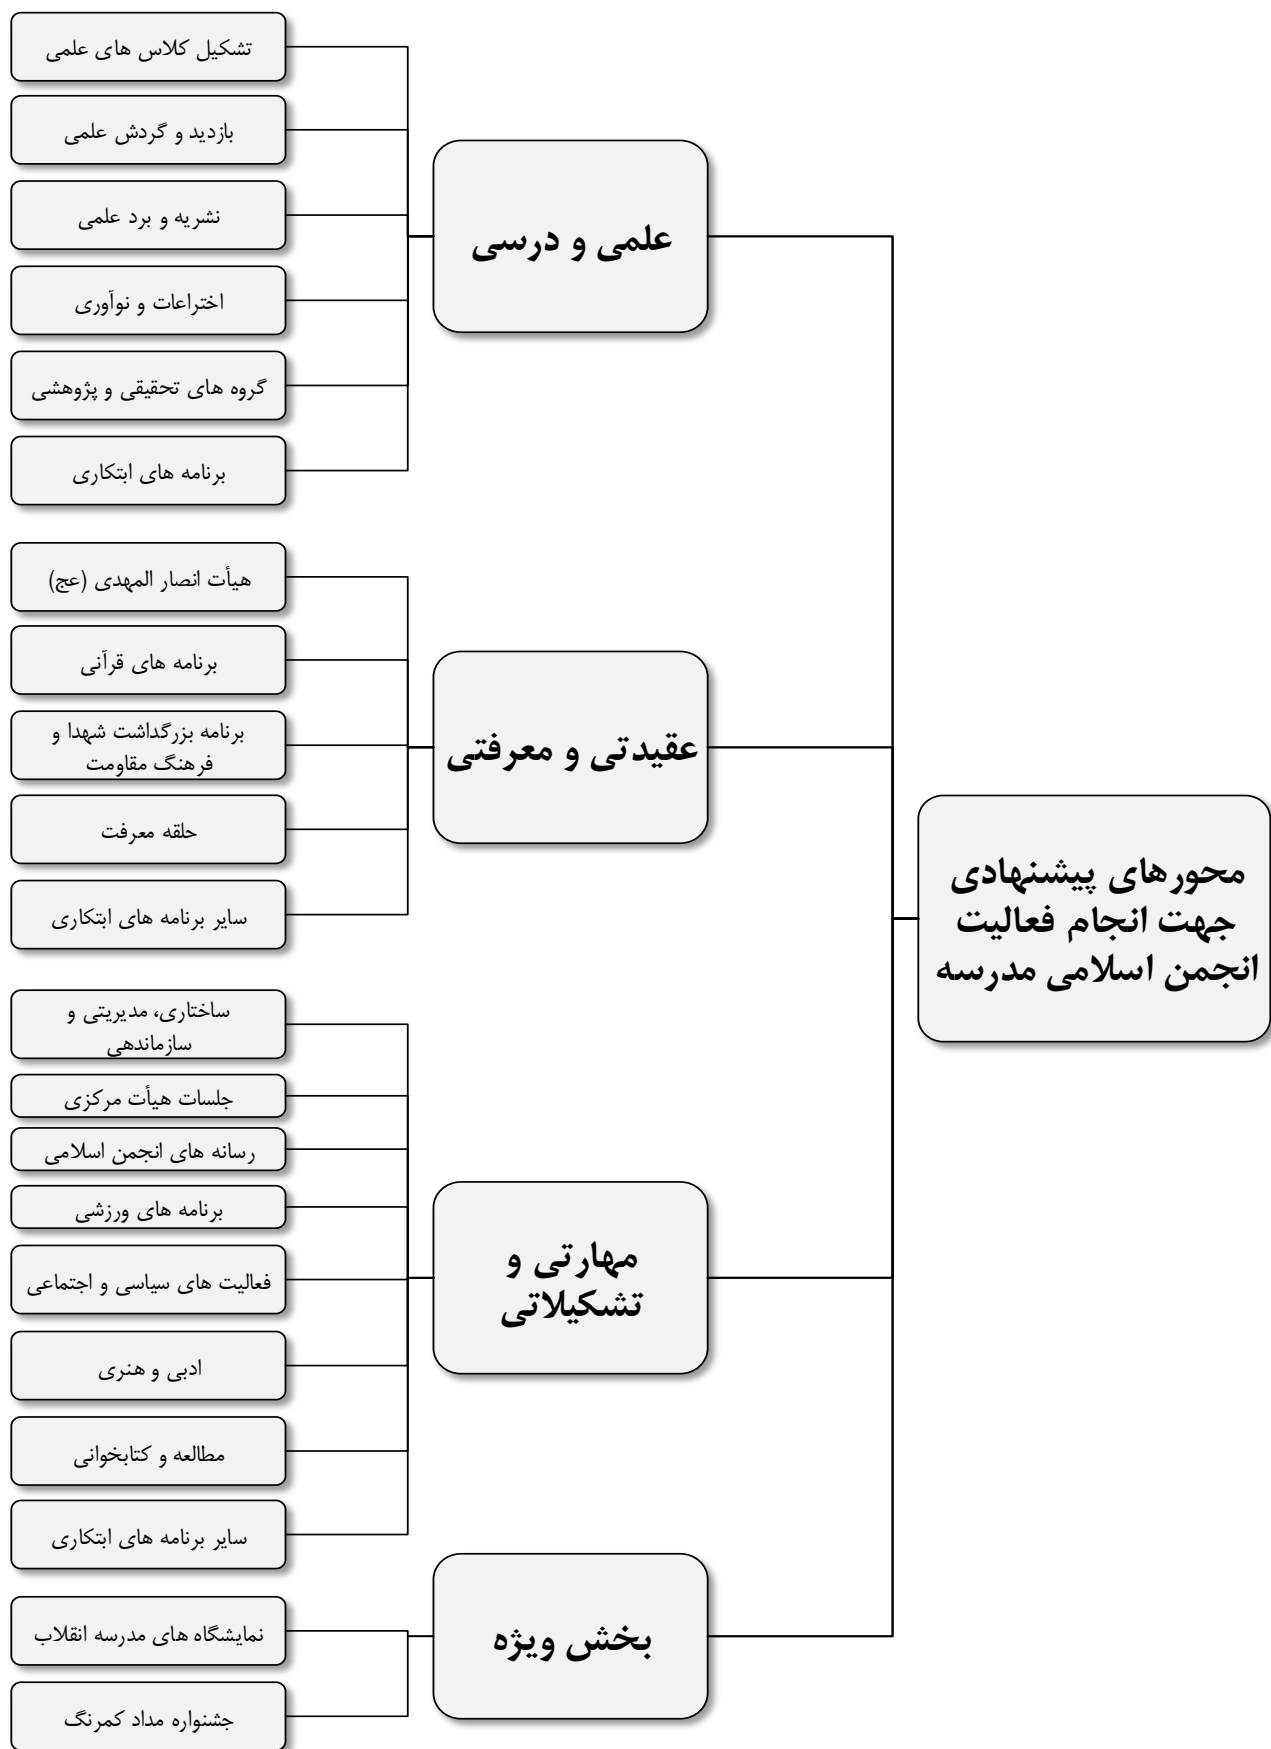 محورهای پیشنهادی
جهت انجام فعالیت
انجمن اسلامی مدرسه
علمی و درسی
تشکیل کلاس های علمی
بازدید و گردش علمی
نشریه و برد علمی
اختراعات و نوآوری
گروه های تحقیقی و پژوهشی
برنامه های ابتکاری
عقیدتی و معرفتی
هیأت انصار المهدی (عج)
برنامه های قرآنی
برنامه بزرگداشت شهدا و
فرهنگ مقاومت
حلقه معرفت
سایر برنامه های ابتکاری
مهارتی و
تشکیلاتی
ساختاری، مدیریتی و
سازماندهی
جلسات هیأت مرکزی
رسانه های انجمن اسلامی
برنامه های ورزشی
فعالیت های سیاسی و اجتماعی
ادبی و هنری
مطالعه و کتابخوانی
سایر برنامه های ابتکاری
بخش ویژه
نمایشگاه های مدرسه انقلاب
جشنواره مداد کمرنگ